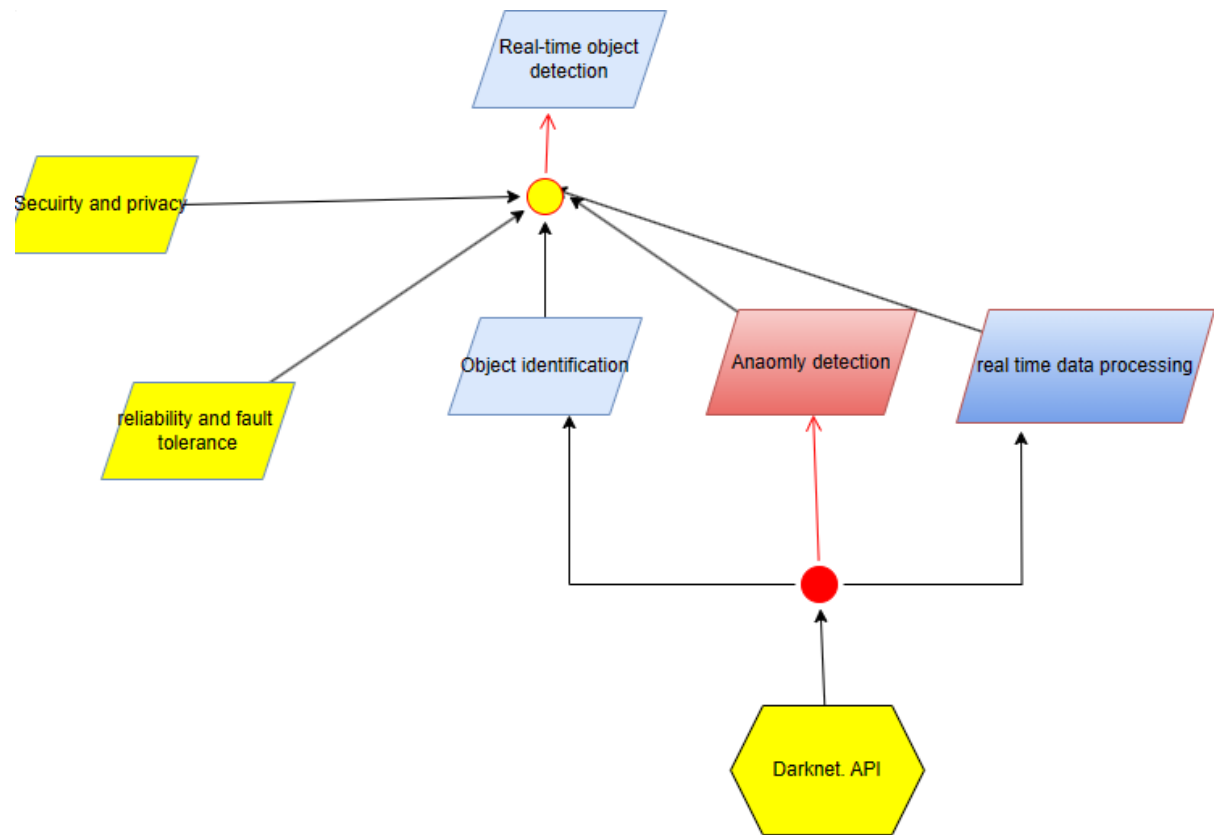 Real-time object
detection
Secuirty and privacy
Object identification
Anaomly detection
real time data processing
reliability and fault
tolerance
Darknet. API